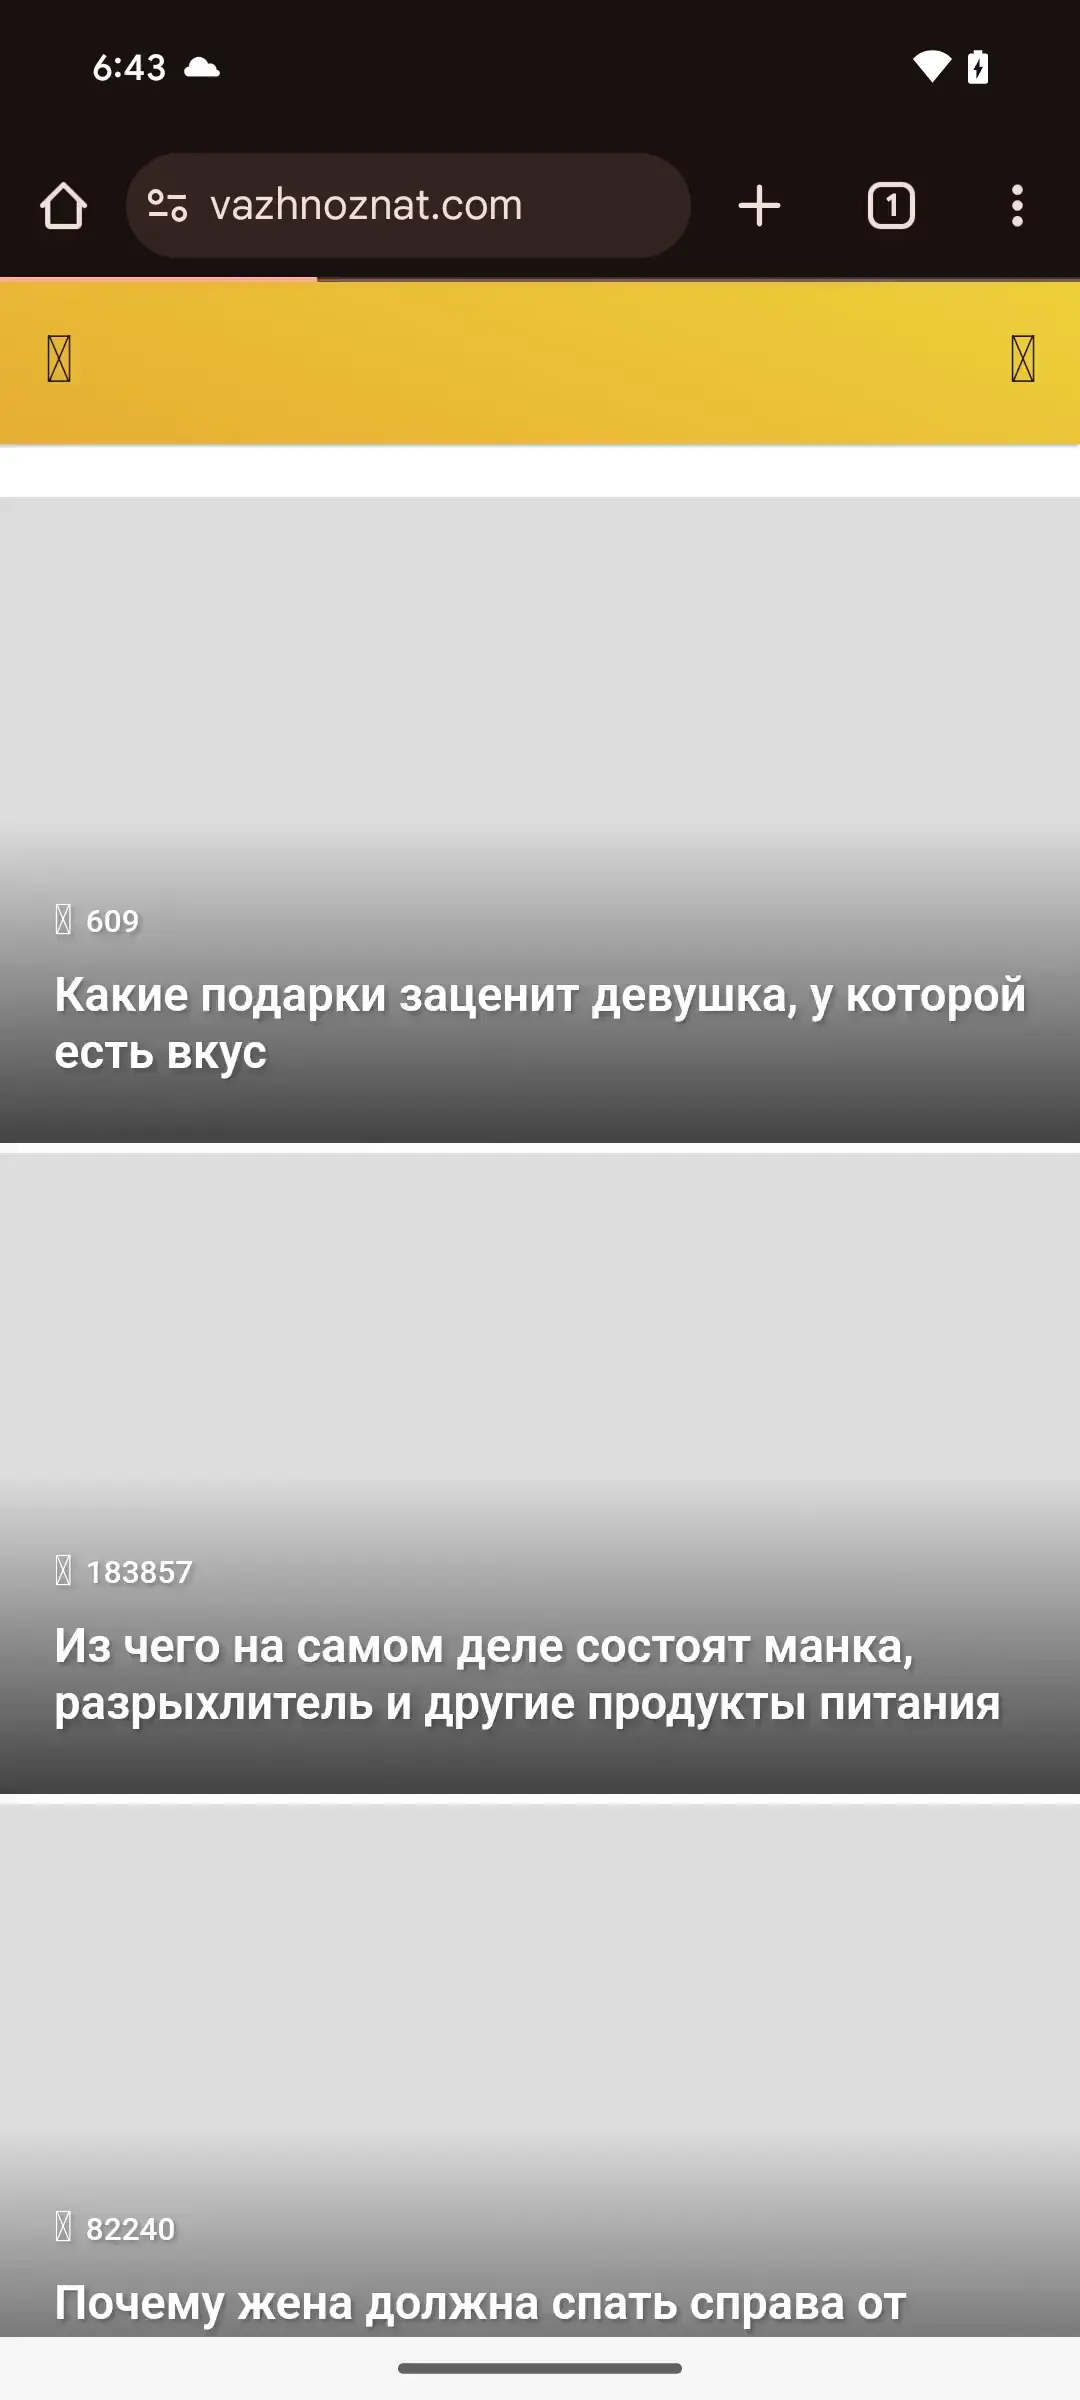 6:43
vazhnoznat.com
1
609
Какие подарки заценит девушка, у которой
есть вкус
183857
Из чего на самом деле состоят манка,
разрыхлитель и другие продукты питания
82240
Почему жена должна спать справа от